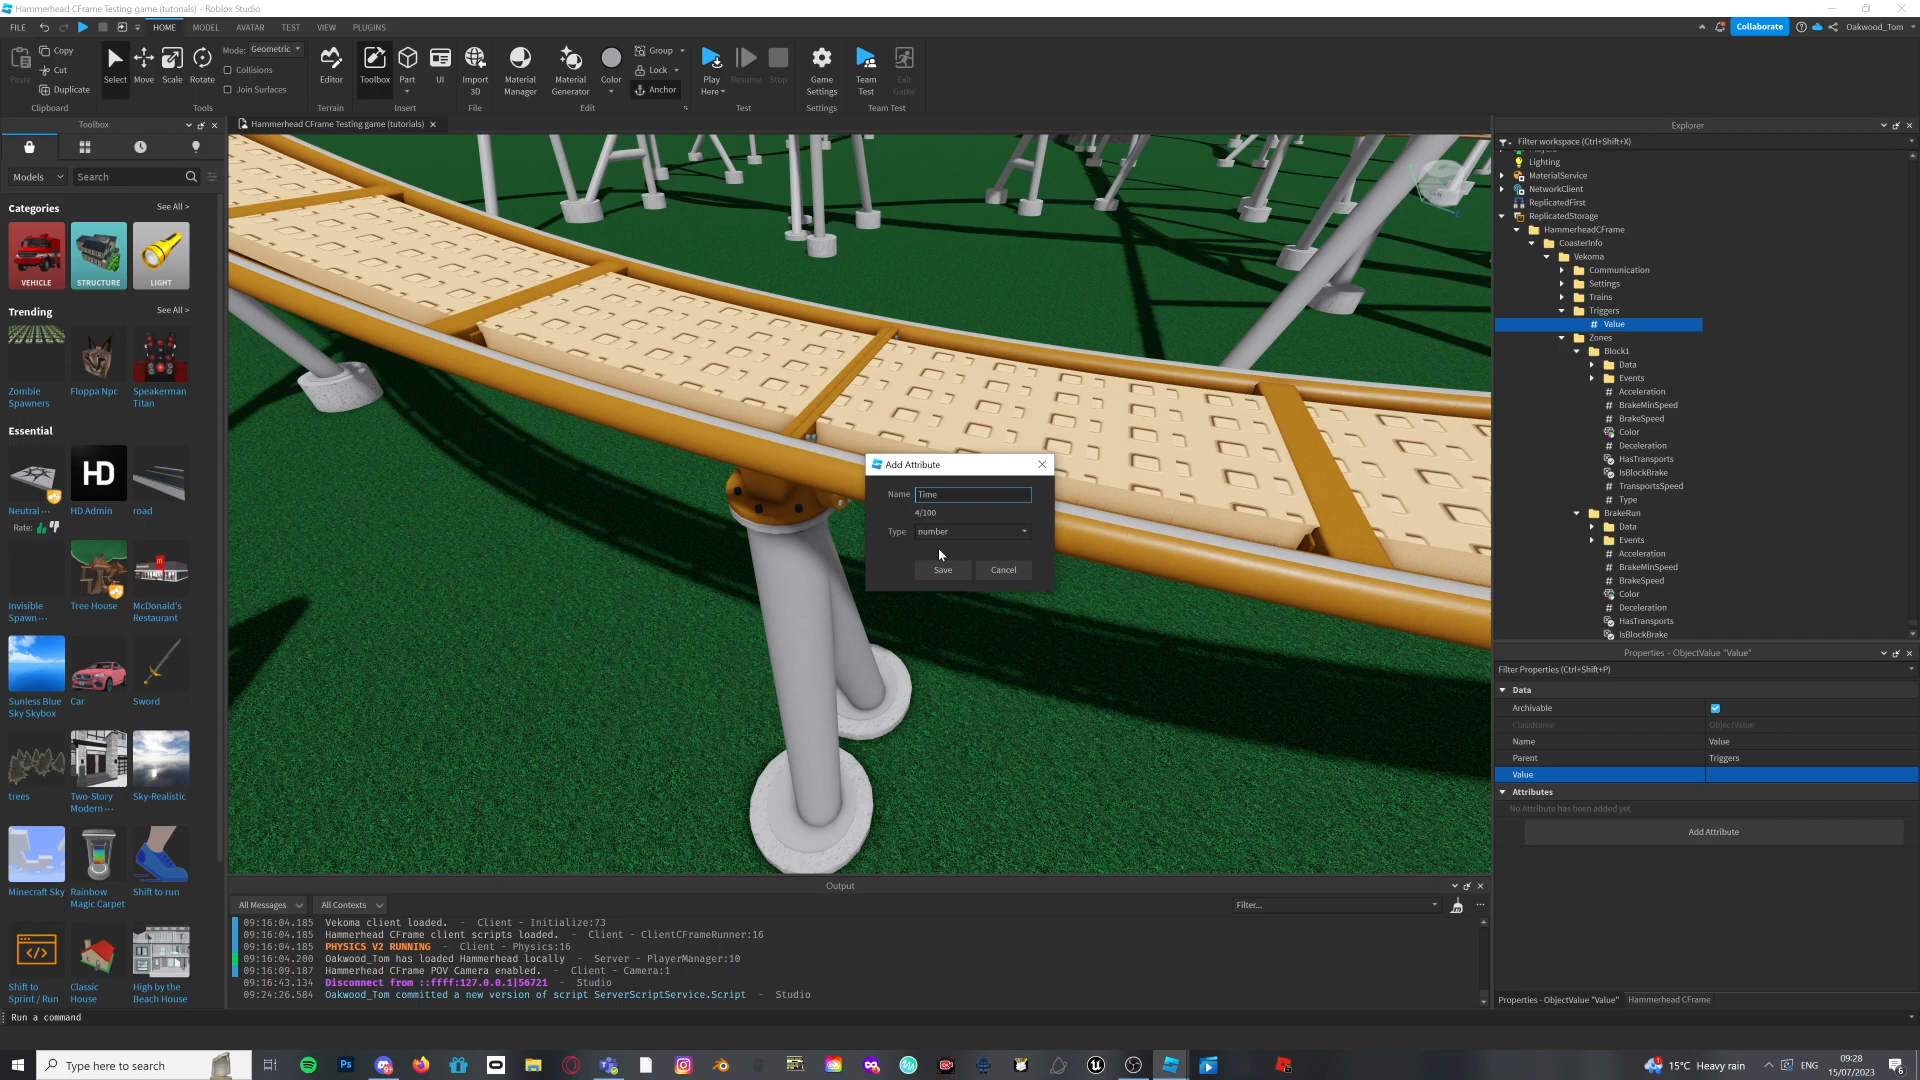 Hammerhead CFrame Testing game (tutorials) - Roblox Studio
FILE
HOME
MODEL
AVATAR
TEST
VIEW
PLUGINS
Collaborate
Oakwood_Tom
Paste
Copy
Cut
Duplicate
Clipboard
Select
Move
Scale
Rotate
Mode: Geometric
Collisions
Join Surfaces
Tools
Editor
Terrain
Toolbox
Part
UI
Insert
Import 3D
File
Material Manager
Material Generator
Color
Group
Lock
Anchor
Edit
Play Here
Resume
Stop
Test
Game Settings
Settings
Team Test
Exit Game
Team Test
Toolbox
Models
Search
Categories
See All >
VEHICLE
STRUCTURE
LIGHT
Trending
See All >
Zombie Spawners
Floppa Npc
Speakerman Titan
Essential
Neutral ···
HD
HD Admin
road
Rate:
Invisible Spawn ···
Tree House
McDonald's Restaurant
Sunless Blue Sky Skybox
Car
Sword
trees
Two-Story Modern ···
Sky-Realistic
Minecraft Sky
Rainbow Magic Carpet
Shift to run
Shift to Sprint / Run
Classic House
High by the Beach House
Hammerhead CFrame Testing game (tutorials)
Add Attribute
Name
Time
4/100
Type
number
Save
Cancel
Explorer
Filter workspace (Ctrl+Shift+X)
Lighting
MaterialService
NetworkClient
ReplicatedFirst
ReplicatedStorage
HammerheadCFrame
CoasterInfo
Vekoma
Communication
Settings
Trains
Triggers
Value
Zones
Block1
Data
Events
Acceleration
BrakeMinSpeed
BrakeSpeed
Color
Deceleration
HasTransports
IsBlockBrake
TransportsSpeed
Type
BrakeRun
Data
Events
Acceleration
BrakeMinSpeed
BrakeSpeed
Color
Deceleration
HasTransports
IsBlockBrake
Properties - ObjectValue "Value"
Filter Properties (Ctrl+Shift+P)
Data
Archivable
ClassName
ObjectValue
Name
Value
Parent
Triggers
Value
Attributes
No Attribute has been added yet
Add Attribute
Properties - ObjectValue "Value"
Hammerhead CFrame
Output
All Messages
All Contexts
Filter...
09:16:04.185 Vekoma client loaded. - Client - Initialize:73
09:16:04.185 Hammerhead CFrame client scripts loaded. - Client - ClientCFrameRunner:16
09:16:04.185 PHYSICS V2 RUNNING - Client - Physics:16
09:16:04.200 Oakwood_Tom has loaded Hammerhead locally - Server - PlayerManager:10
09:16:09.187 Hammerhead CFrame POV Camera enabled. - Client - Camera:1
09:16:43.134 Disconnect from ::ffff:127.0.0.1|56721 - Studio
09:24:26.584 Oakwood_Tom committed a new version of script ServerScriptService.Script - Studio
Run a command
Type here to search
15°C Heavy rain
ENG
09:28
15/07/2023